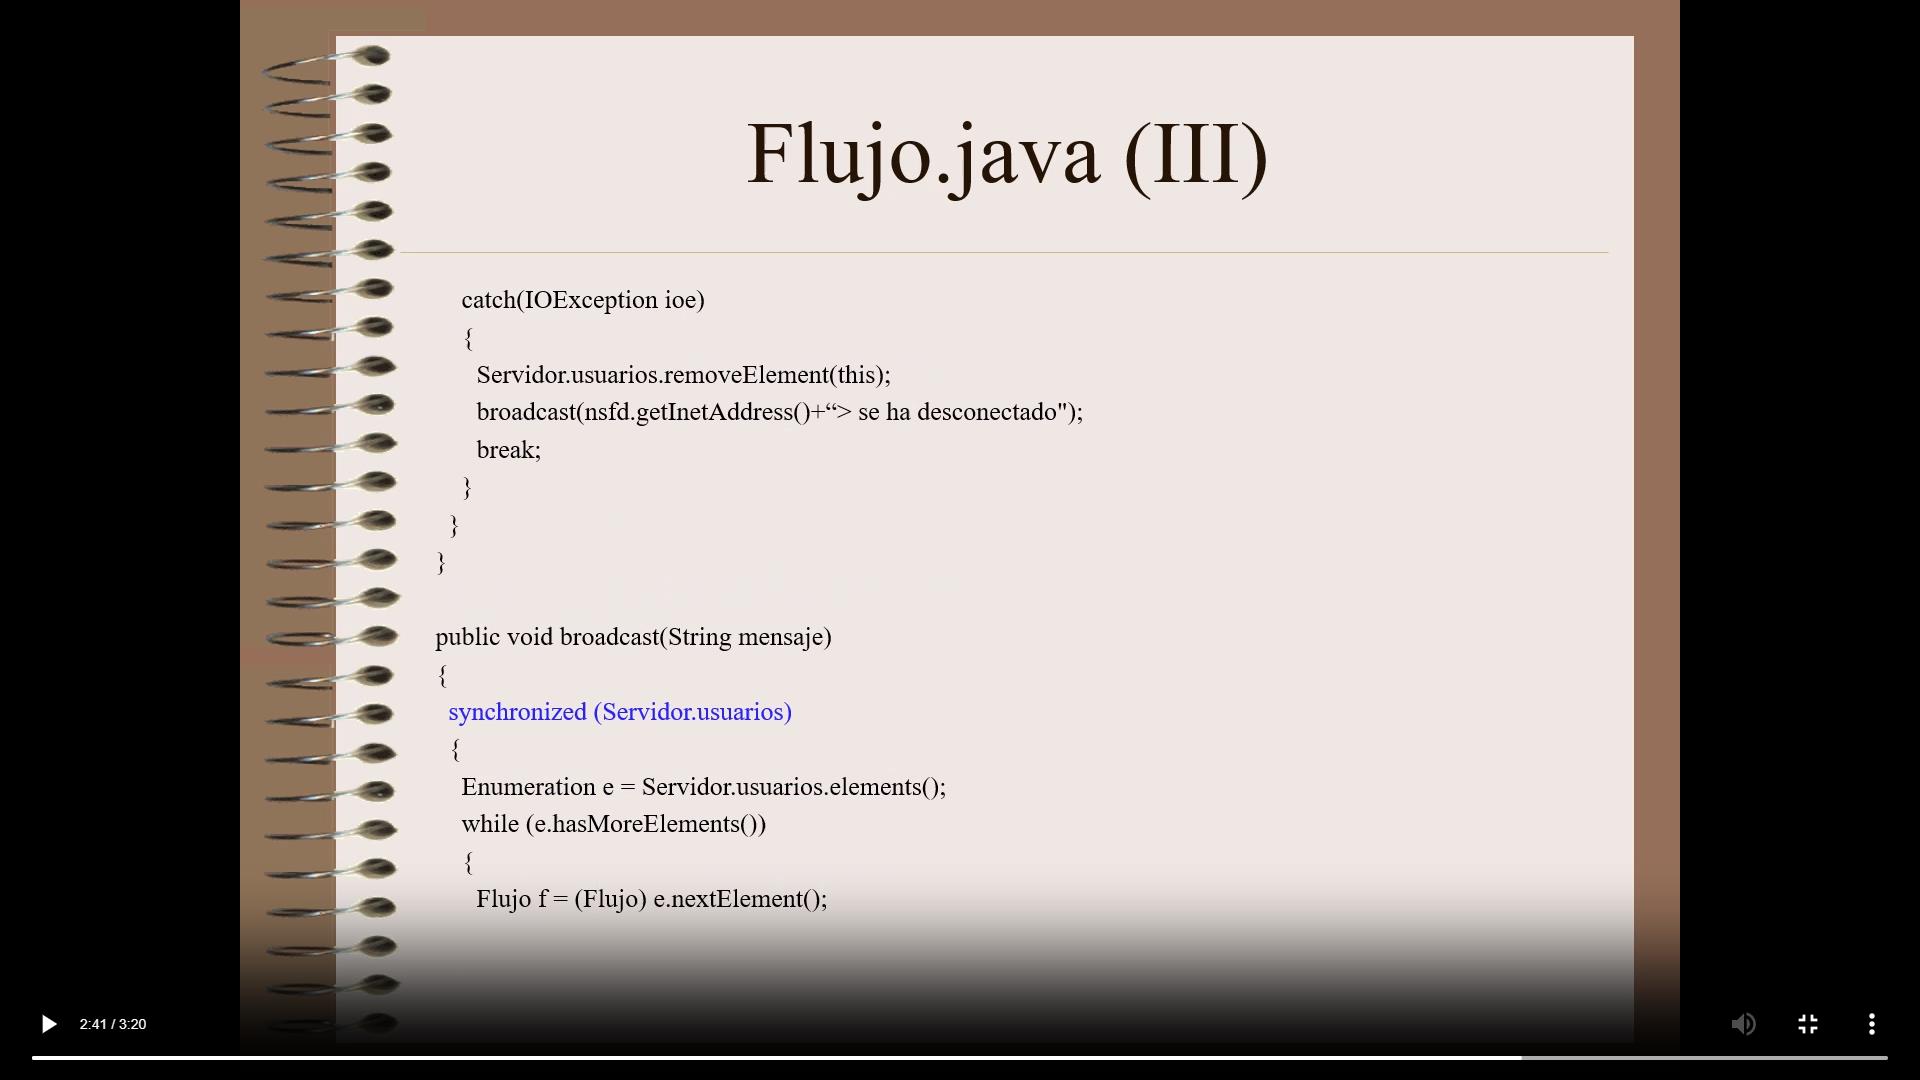 Flujo.java (III)
catch(IOException ioe)
{
Servidor.usuarios.removeElement(this);
broadcast(nsfd.getInetAddress()+“> se ha desconectado");
break;
}
}
}
public void broadcast(String mensaje)
{
synchronized (Servidor.usuarios)
{
Enumeration e = Servidor.usuarios.elements();
while (e.hasMoreElements())
{
Flujo f = (Flujo) e.nextElement();
2:41 / 3:20